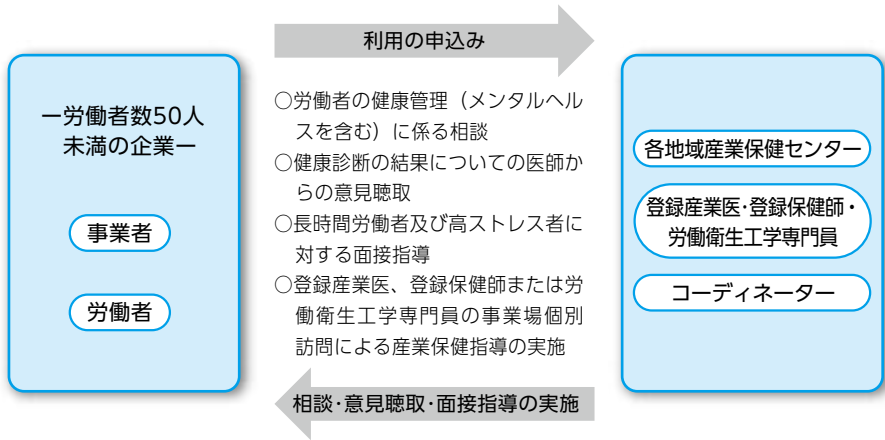 利用の申込み
ー労働者数50人
未満の企業ー
事業者
労働者
○労働者の健康管理（メンタルヘル
スを含む）に係る相談
○健康診断の結果についての医師か
らの意見聴取
○長時間労働者及び高ストレス者に
対する面接指導
○登録産業医、登録保健師または労
働衛生工学専門員の事業場個別
訪問による産業保健指導の実施
各地域産業保健センター
登録産業医・登録保健師・
労働衛生工学専門員
コーディネーター
相談・意見聴取・面接指導の実施